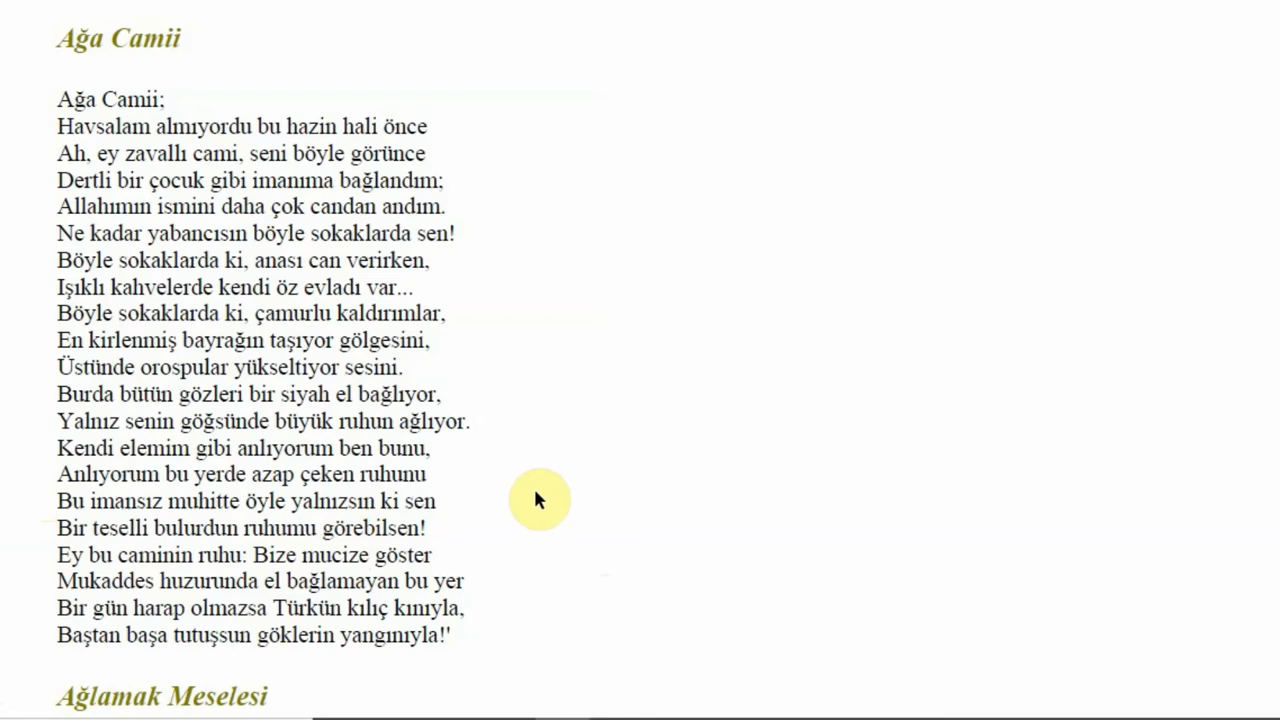 Ağa Camii
Ağa Camii;
Havsalam almıyordu bu hazin hali önce
Ah, ey zavallı cami, seni böyle görünce
Dertli bir çocuk gibi imanıma bağlandım;
Allahımın ismini daha çok candan andım.
Ne kadar yabancısın böyle sokaklarda sen!
Böyle sokaklarda ki, anası can verirken,
Işıklı kahvelerde kendi öz evladı var...
Böyle sokaklarda ki, çamurlu kaldırımlar,
En kirlenmiş bayrağın taşıyor gölgesini,
Üstünde orospular yükseltiyor sesini.
Burda bütün gözleri bir siyah el bağlıyor,
Yalnız senin göğsünde büyük ruhun ağlıyor.
Kendi elemim gibi anlıyorum ben bunu,
Anlıyorum bu yerde azap çeken ruhunu
Bu imansız muhitte öyle yalnızsın ki sen
Bir teselli bulurdun ruhumu görebilsen!
Ey bu caminin ruhu: Bize mucize göster
Mukaddes huzurunda el bağlamayan bu yer
Bir gün harap olmazsa Türkün kılıç kınıyla,
Baştan başa tutuşsun göklerin yangınıyla!'
Ağlamak Meselesi